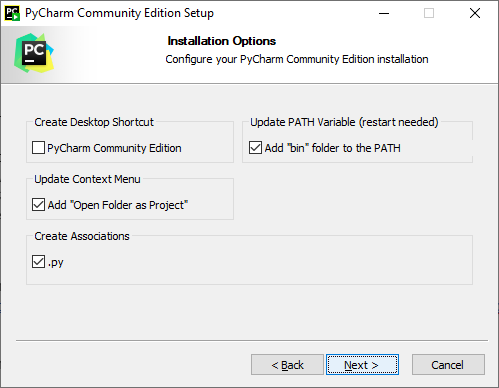 PyCharm Community Edition Setup
PC
Installation Options
Configure your PyCharm Community Edition installation
Create Desktop Shortcut
PyCharm Community Edition
Update PATH Variable (restart needed)
Add "bin" folder to the PATH
Update Context Menu
Add "Open Folder as Project"
Create Associations
.py
< Back
Next >
Cancel